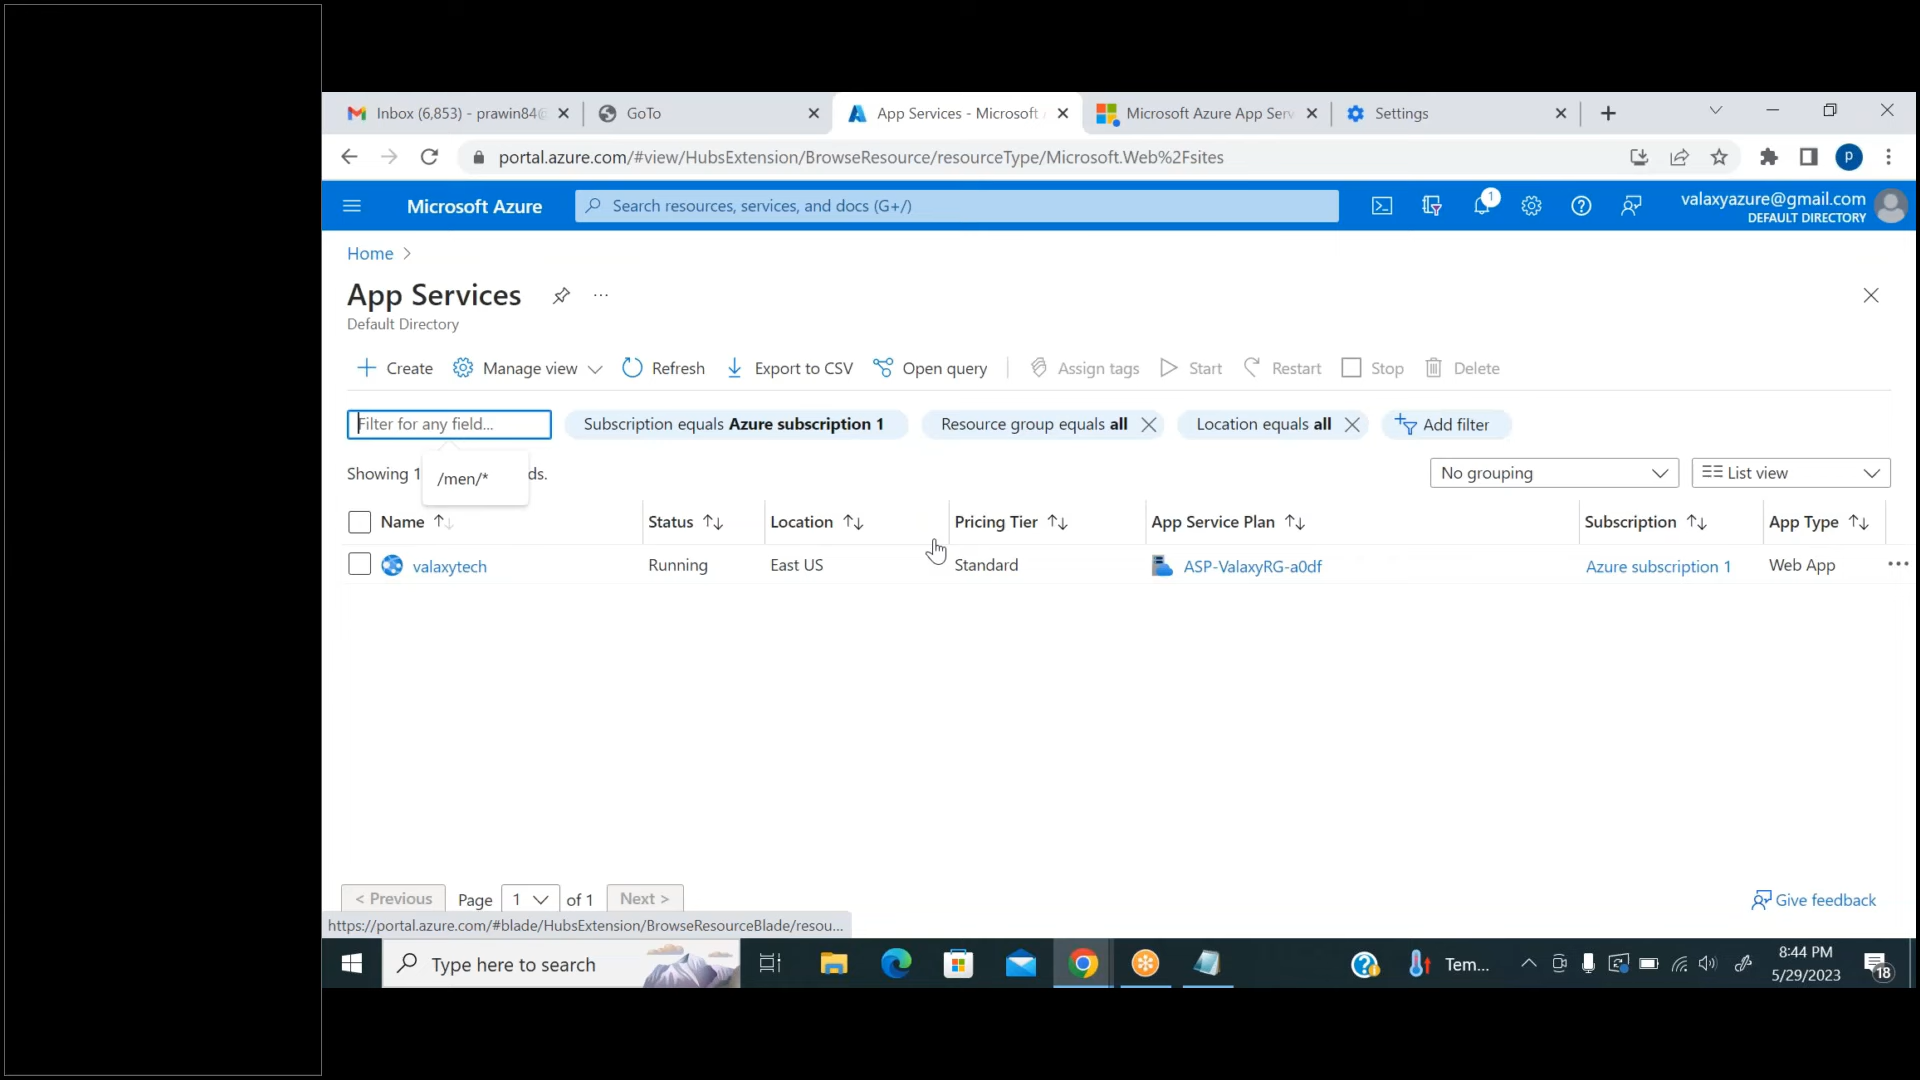 Inbox (6,853) - prawin84@
GoTo
App Services - Microsoft
Microsoft Azure App Serv
Settings
portal.azure.com/#view/HubsExtension/BrowseResource/resourceType/Microsoft.Web%2Fsites
p
Microsoft Azure
Search resources, services, and docs (G+/)
1
valaxyazure@gmail.com
DEFAULT DIRECTORY
Home
App Services
Default Directory
Create
Manage view
Refresh
Export to CSV
Open query
Assign tags
Start
Restart
Stop
Delete
Filter for any field...
Subscription equals Azure subscription 1
Resource group equals all
Location equals all
Add filter
Showing 1
ds.
/men/*
No grouping
List view
Name
Status
Location
Pricing Tier
App Service Plan
Subscription
App Type
valaxytech
Running
East US
Standard
ASP-ValaxyRG-a0df
Azure subscription 1
Web App
< Previous
Page
1
of 1
Next >
Give feedback
https://portal.azure.com/#blade/HubsExtension/BrowseResourceBlade/resou...
Type here to search
Tem...
8:44 PM
5/29/2023
18